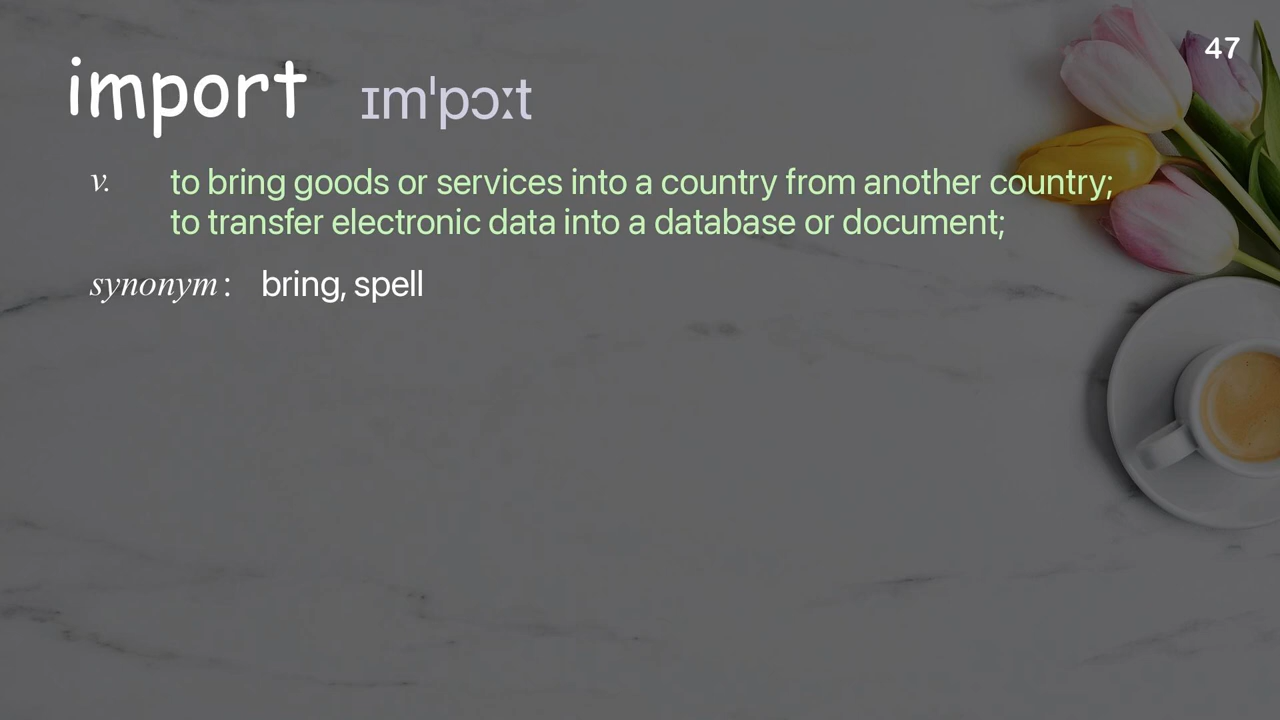 47
import ɪmˈpɔːt
v. to bring goods or services into a country from another country;
to transfer electronic data into a database or document;
synonym : bring, spell